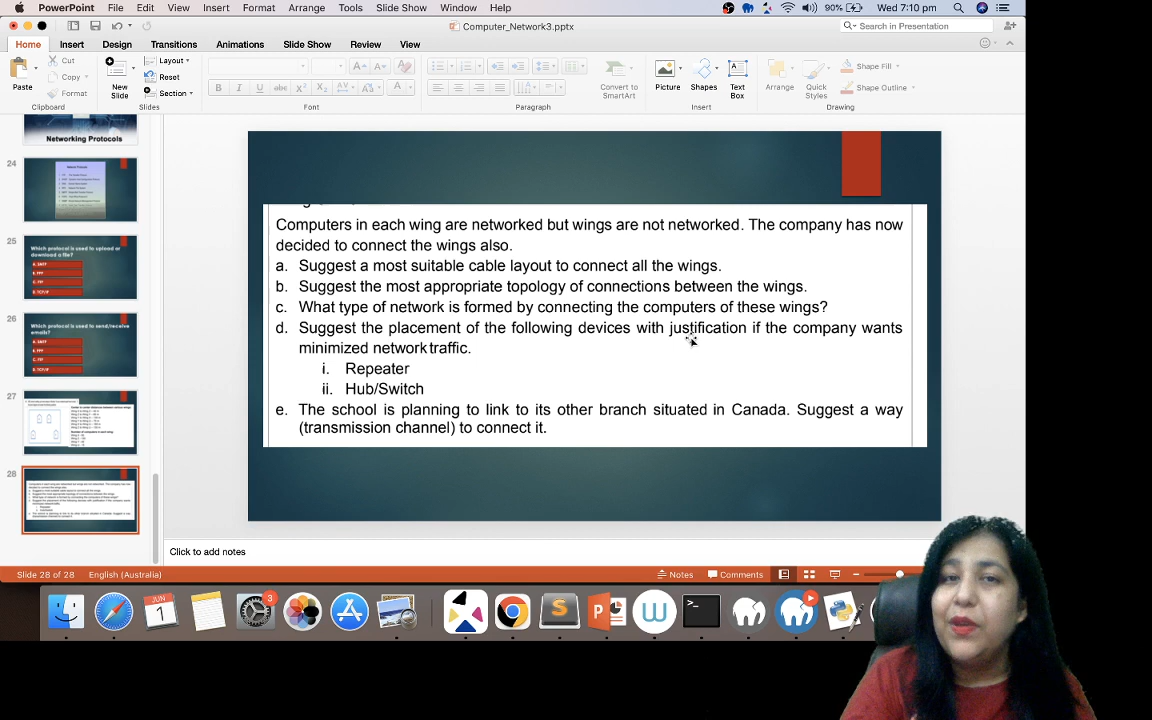 PowerPoint File Edit View Insert Format Arrange Tools Slide Show Window Help 90% Wed 7:10 pm
Computer_Network3.pptx
Search in Presentation
Home Insert Design Transitions Animations Slide Show Review View
Paste Cut Copy Format Clipboard
New Slide Layout Reset Section Slides
B I U abc X² X₂ AV Aa A Font
Paragraph
Convert to SmartArt
Picture Shapes Text Box Insert
Arrange Quick Styles Shape Fill Shape Outline Drawing
Networking Protocols
24
25
Which protocol is used to upload or
download a file?
26
Which protocol is used to send/receive
emails?
27
28
Computers in each wing are networked but wings are not networked. The company has now
decided to connect the wings also.
a. Suggest a most suitable cable layout to connect all the wings.
b. Suggest the most appropriate topology of connections between the wings.
c. What type of network is formed by connecting the computers of these wings?
d. Suggest the placement of the following devices with justification if the company wants
minimized network traffic.
i. Repeater
ii. Hub/Switch
e. The school is planning to link to its other branch situated in Canada. Suggest a way
(transmission channel) to connect it.
Click to add notes
Slide 28 of 28 English (Australia) Notes Comments
JUN
1
3